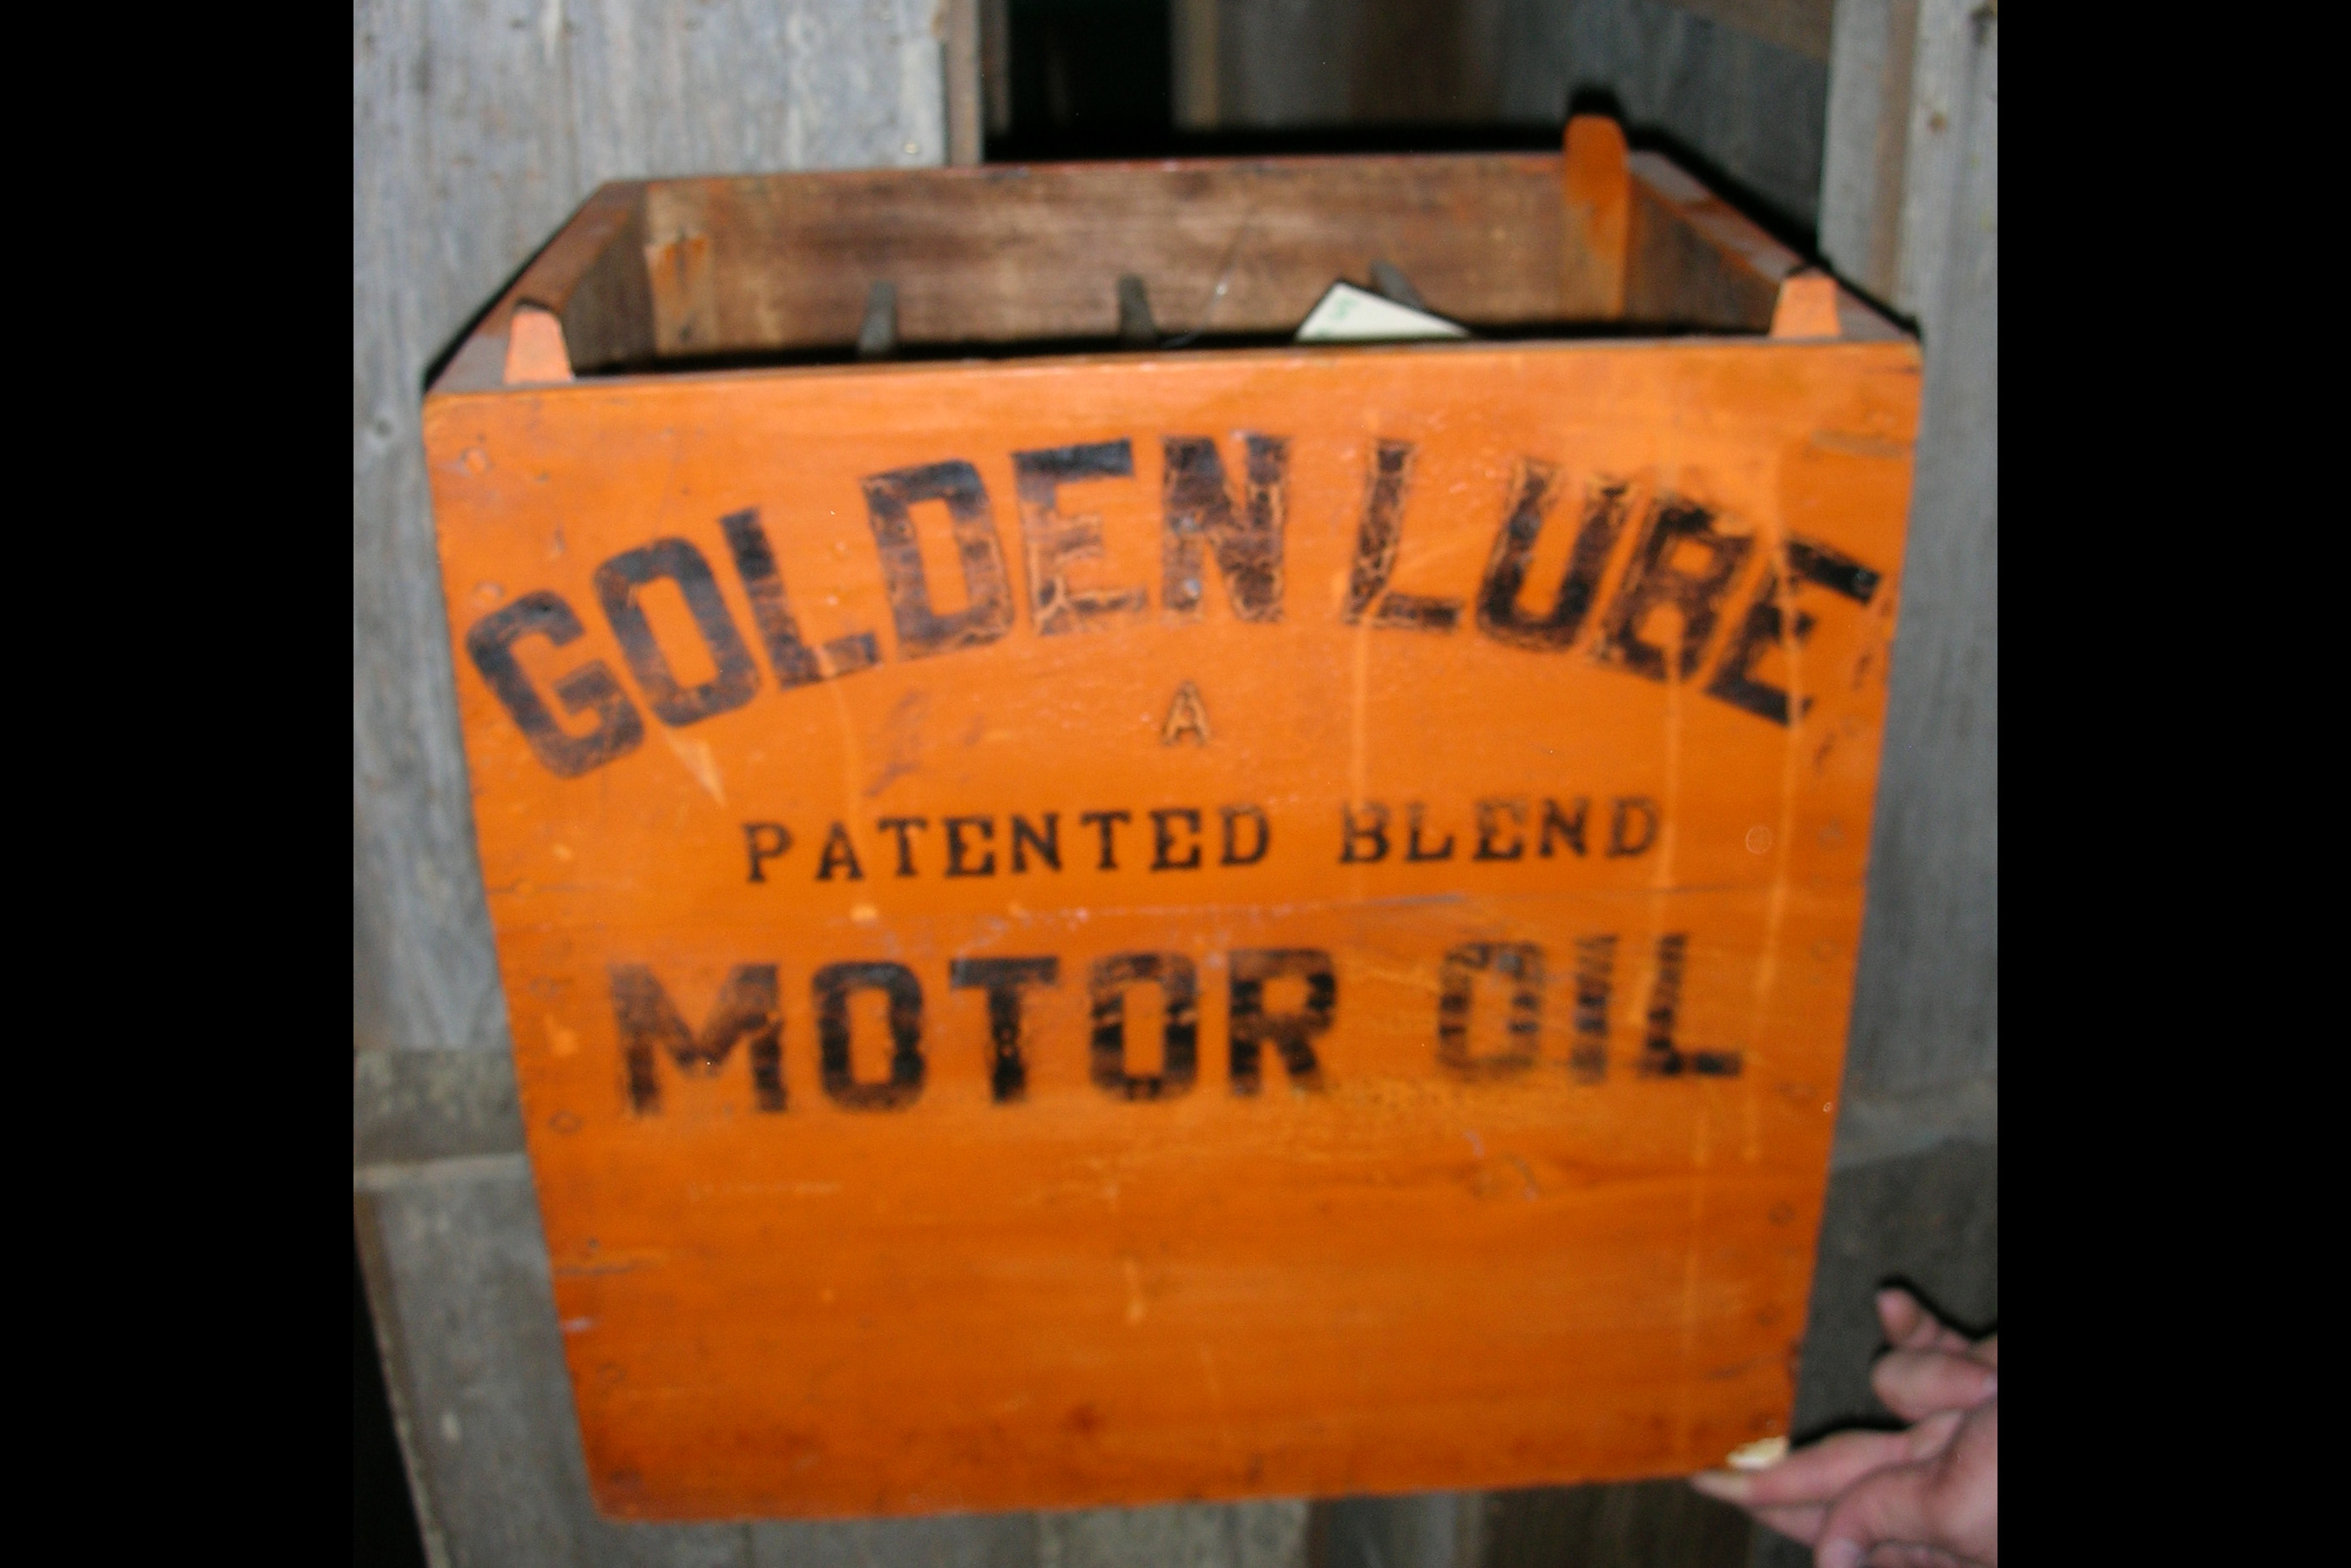 GOLDEN LUBE
A
PATENTED BLEND
MOTOR OIL